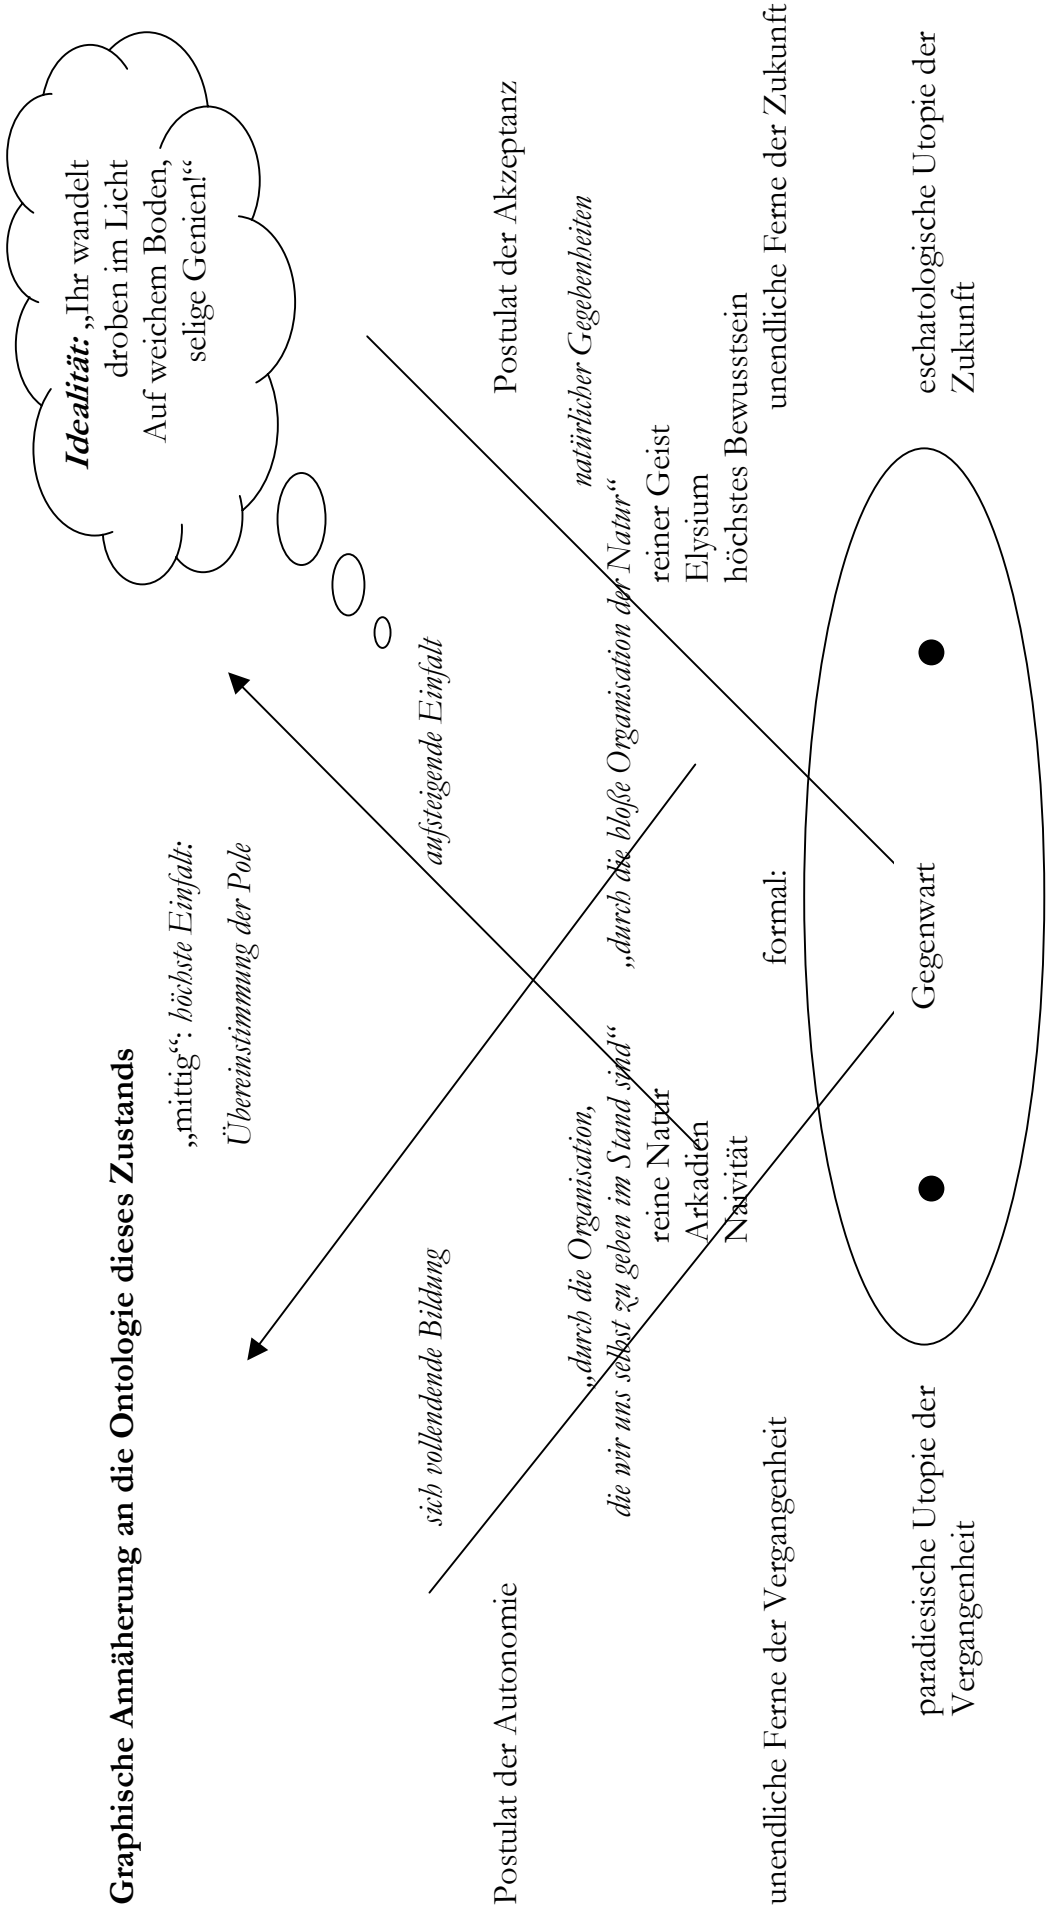 Graphische Annäherung an die Ontologie dieses Zustands
Idealität: „Ihr wandelt
droben im Licht
Auf weichem Boden,
selige Genien!“
„mittig“: höchste Einfalt:
Übereinstimmung der Pole
sich vollendende Bildung
aufsteigende Einfalt
Postulat der Autonomie
Postulat der Akzeptanz
„durch die Organisation,
natürlicher Gegebenheiten
die wir uns selbst zu geben im Stand sind“
„durch die bloße Organisation der Natur“
reine Natur
reiner Geist
Arkadien
Elysium
Naivität
höchstes Bewusstsein
unendliche Ferne der Vergangenheit
formal:
unendliche Ferne der Zukunft
paradiesische Utopie der
Vergangenheit
Gegenwart
eschatologische Utopie der
Zukunft